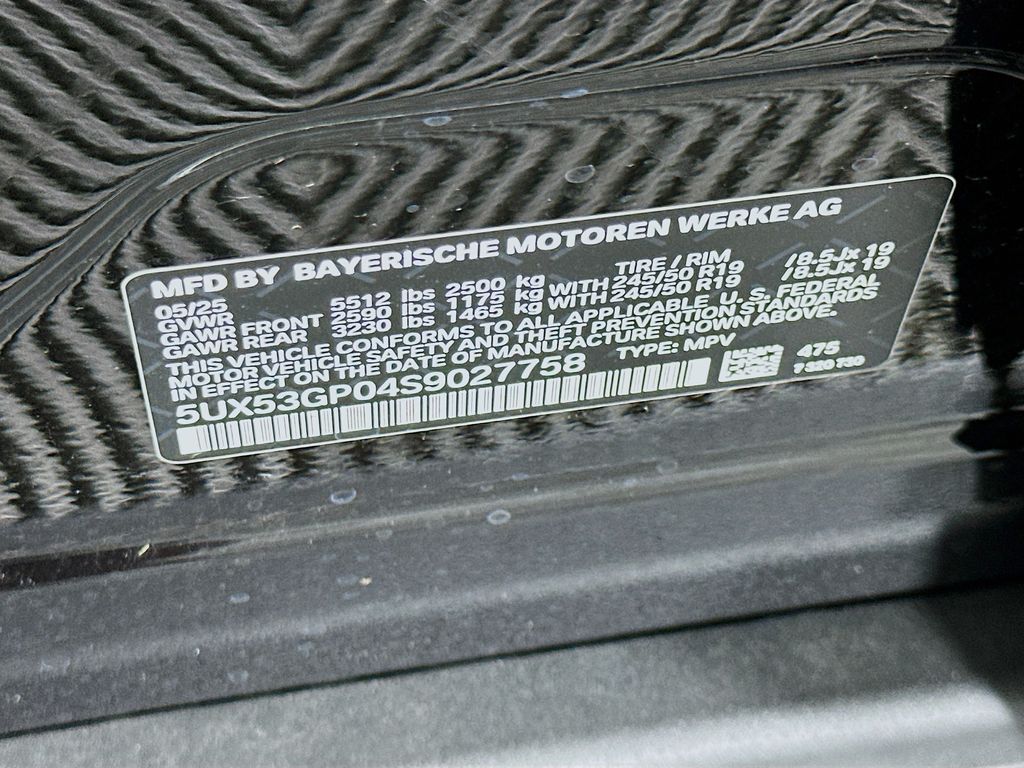 MFD BY BAYERISCHE MOTOREN WERKE AG
05/25 TIRE / RIM
GVWR 5512 lbs 2500 kg
GAWR FRONT 2590 lbs 1175 kg WITH 245/50 R19 /8.5Jx 19
GAWR REAR 3230 lbs 1465 kg WITH 245/50 R19 /8.5Jx 19
THIS VEHICLE CONFORMS TO ALL APPLICABLE U. S. FEDERAL
MOTOR VEHICLE SAFETY AND THEFT PREVENTION STANDARDS
IN EFFECT ON THE DATE OF MANUFACTURE SHOWN ABOVE.
5UX53GP04S9027758 TYPE: MPV
475